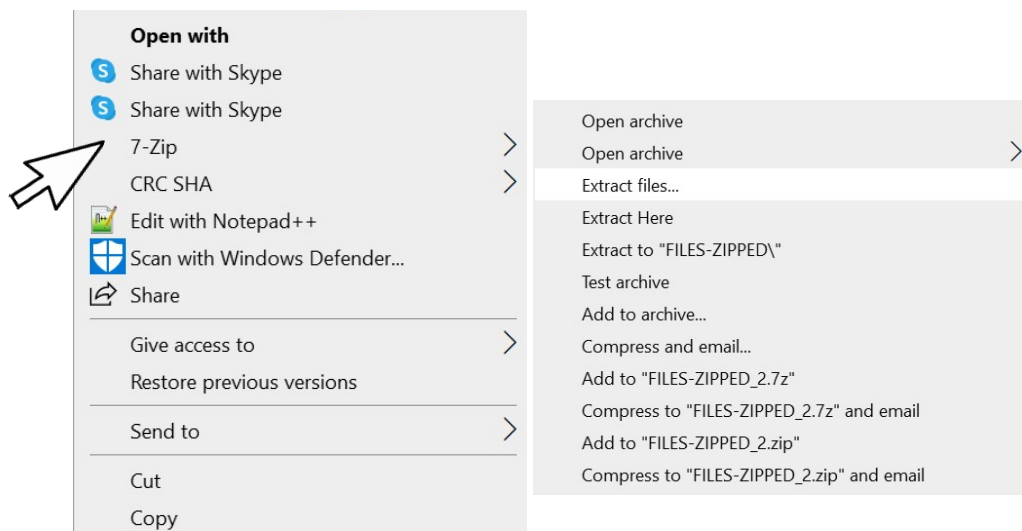 Open with
Share with Skype
Share with Skype
7-Zip
CRC SHA
Edit with Notepad++
Scan with Windows Defender...
Share
Give access to
Restore previous versions
Send to
Cut
Copy
Open archive
Open archive
Extract files...
Extract Here
Extract to "FILES-ZIPPED\"
Test archive
Add to archive...
Compress and email...
Add to "FILES-ZIPPED_2.7z"
Compress to "FILES-ZIPPED_2.7z" and email
Add to "FILES-ZIPPED_2.zip"
Compress to "FILES-ZIPPED_2.zip" and email